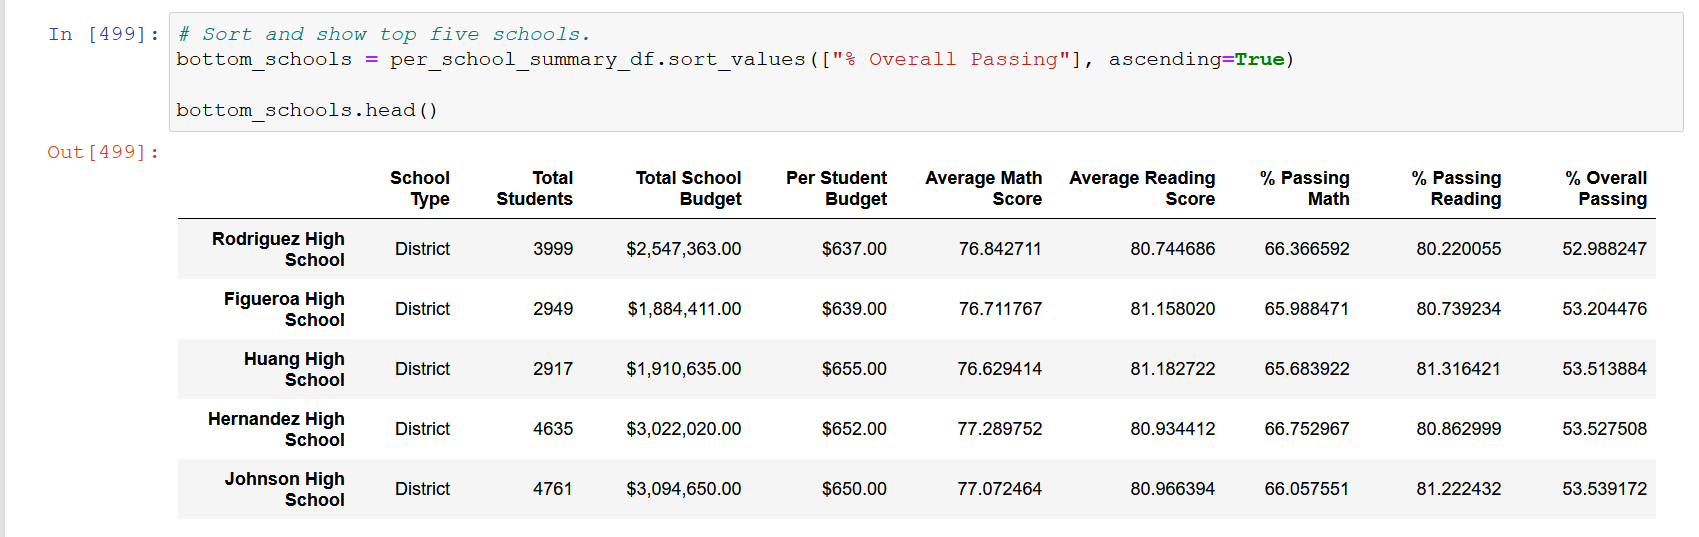 In [499]: # Sort and show top five schools.
bottom_schools = per_school_summary_df.sort_values(["% Overall Passing"], ascending=True)
bottom_schools.head()
Out[499]:
School Type Total Students Total School Budget Per Student Budget Average Math Score Average Reading Score % Passing Math % Passing Reading % Overall Passing
Rodriguez High School District 3999 $2,547,363.00 $637.00 76.842711 80.744686 66.366592 80.220055 52.988247
Figueroa High School District 2949 $1,884,411.00 $639.00 76.711767 81.158020 65.988471 80.739234 53.204476
Huang High School District 2917 $1,910,635.00 $655.00 76.629414 81.182722 65.683922 81.316421 53.513884
Hernandez High School District 4635 $3,022,020.00 $652.00 77.289752 80.934412 66.752967 80.862999 53.527508
Johnson High School District 4761 $3,094,650.00 $650.00 77.072464 80.966394 66.057551 81.222432 53.539172